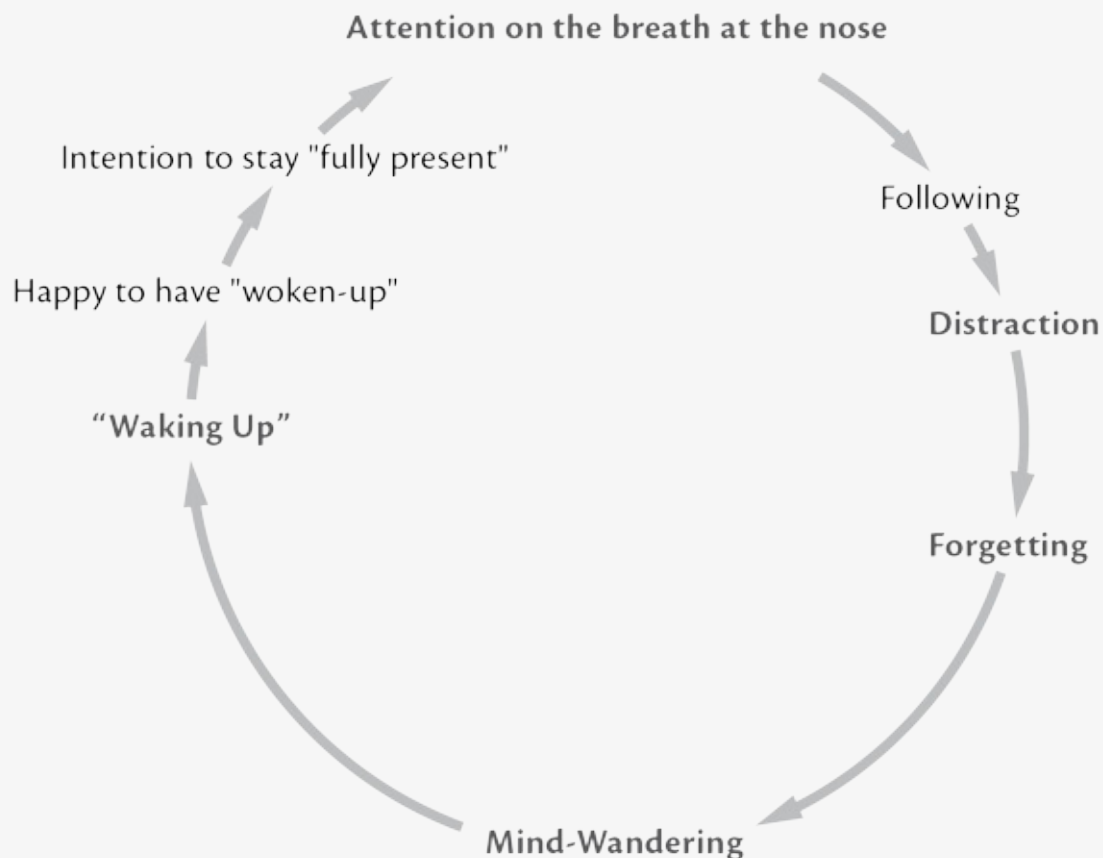 Attention on the breath at the nose
Intention to stay "fully present"
Following
Happy to have "woken-up"
Distraction
“Waking Up”
Forgetting
Mind-Wandering